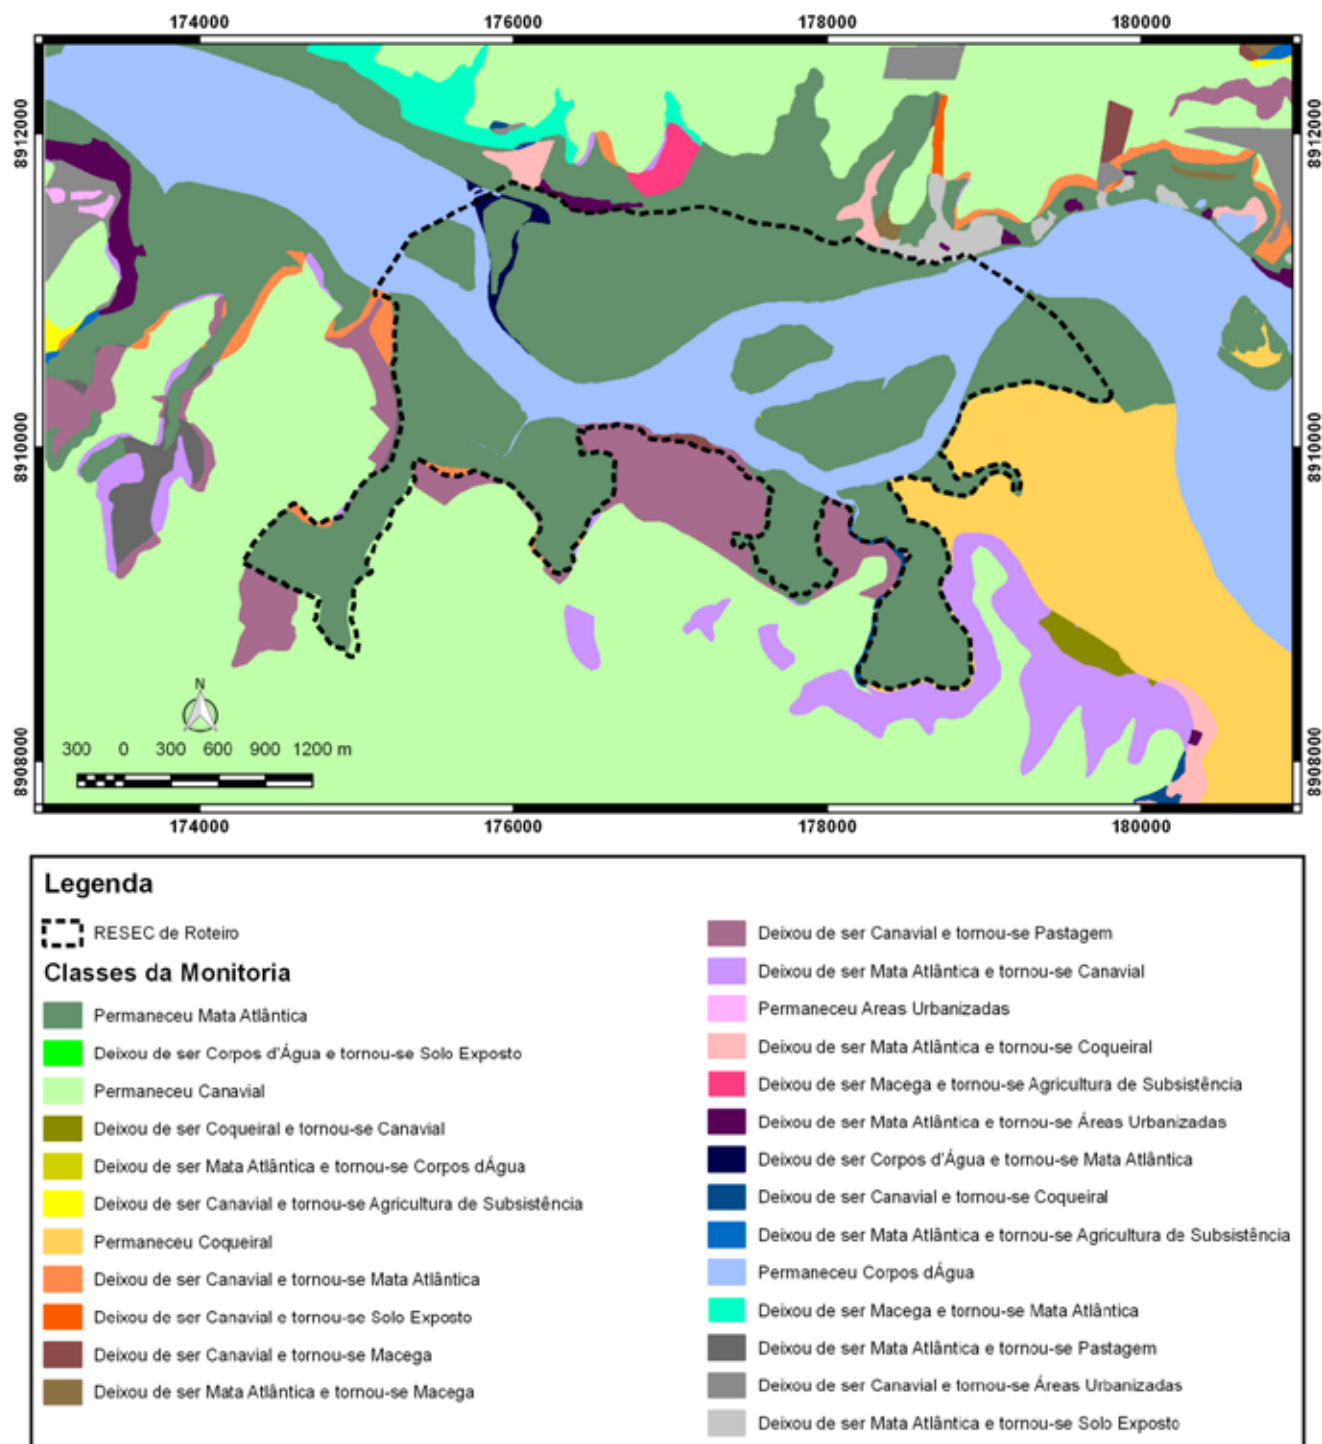 174000 176000 178000 180000
8912000 8912000
8910000 8910000
8908000 8908000
N
300 0 300 600 900 1200 m
174000 176000 178000 180000
Legenda
RESEC de Roteiro
Classes da Monitoria
Permaneceu Mata Atlântica
Deixou de ser Corpos d'Água e tornou-se Solo Exposto
Permaneceu Canavial
Deixou de ser Coqueiral e tornou-se Canavial
Deixou de ser Mata Atlântica e tornou-se Corpos dÁgua
Deixou de ser Canavial e tornou-se Agricultura de Subsistência
Permaneceu Coqueiral
Deixou de ser Canavial e tornou-se Mata Atlântica
Deixou de ser Canavial e tornou-se Solo Exposto
Deixou de ser Canavial e tornou-se Macega
Deixou de ser Mata Atlântica e tornou-se Macega
Deixou de ser Canavial e tornou-se Pastagem
Deixou de ser Mata Atlântica e tornou-se Canavial
Permaneceu Areas Urbanizadas
Deixou de ser Mata Atlântica e tornou-se Coqueiral
Deixou de ser Macega e tornou-se Agricultura de Subsistência
Deixou de ser Mata Atlântica e tornou-se Áreas Urbanizadas
Deixou de ser Corpos d'Água e tornou-se Mata Atlântica
Deixou de ser Canavial e tornou-se Coqueiral
Deixou de ser Mata Atlântica e tornou-se Agricultura de Subsistência
Permaneceu Corpos dÁgua
Deixou de ser Macega e tornou-se Mata Atlântica
Deixou de ser Mata Atlântica e tornou-se Pastagem
Deixou de ser Canavial e tornou-se Áreas Urbanizadas
Deixou de ser Mata Atlântica e tornou-se Solo Exposto